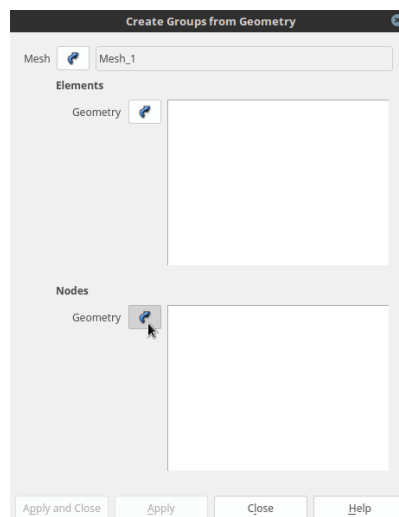 Create Groups from Geometry
Mesh Mesh_1
Elements
Geometry
Nodes
Geometry
Apply and Close Apply Close Help